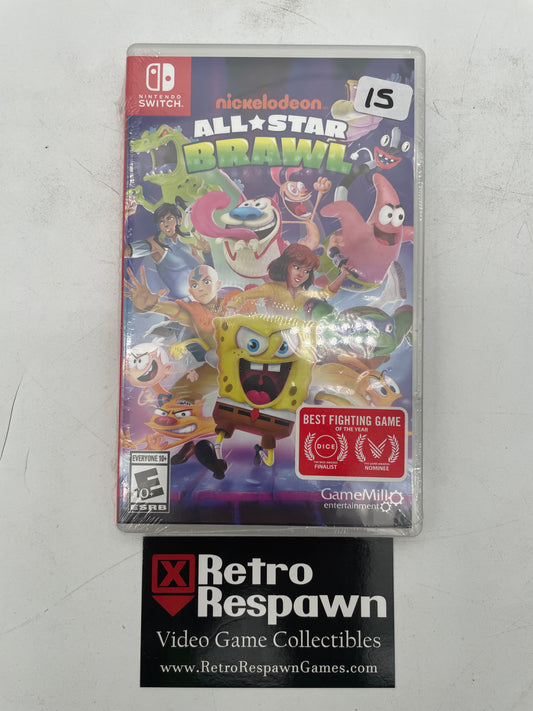 NINTENDO
SWITCH
15
nickelodeon
ALL★STAR
BRAWL
BEST FIGHTING GAME
OF THE YEAR
DICE
FINALIST
NOMINEE
EVERYONE 10+
E
10+
ESRB
GameMill
entertainment
X Retro
Respawn
Video Game Collectibles
www.RetroRespawnGames.com